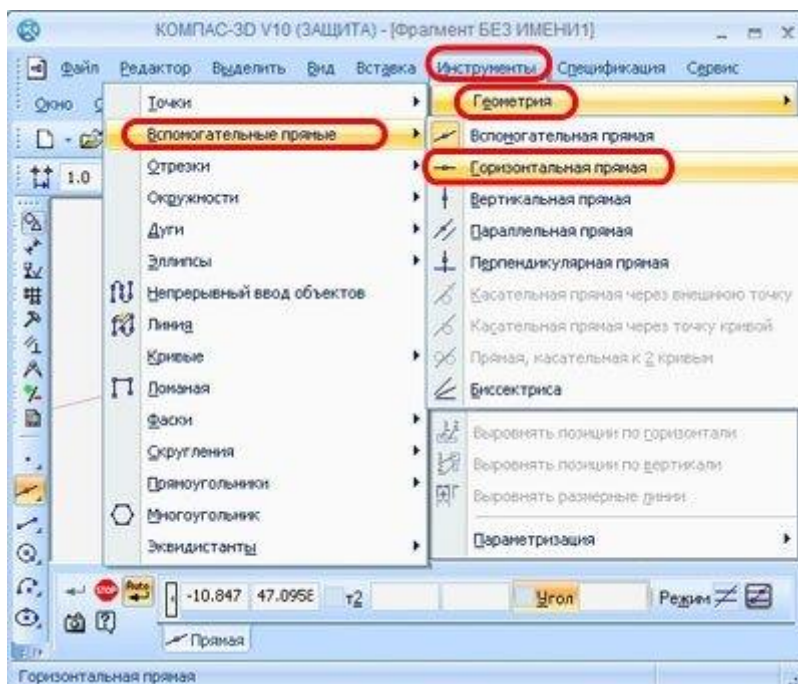 КОМПАС-3D V10 (ЗАЩИТА) - [Фрагмент БЕЗ ИМЕНИ1]
Файл Редактор Выделить Вид Вставка Инструменты Спецификация Сервис
Окно
1.0
Точки
Вспомогательные прямые
Отрезки
Окружности
Дуги
Эллипсы
Непрерывный ввод объектов
Линия
Кривые
Ломаная
Фаски
Скругления
Прямоугольники
Многоугольник
Эквидистанты
Геометрия
Вспомогательная прямая
Горизонтальная прямая
Вертикальная прямая
Параллельная прямая
Перпендикулярная прямая
Касательная прямая через внешнюю точку
Касательная прямая через точку кривой
Прямая, касательная к 2 кривым
Биссектриса
Выровнять позиции по горизонтали
Выровнять позиции по вертикали
Выровнять размерные линии
Параметризация
STOP Auto -10.847 47.0958 т2 Угол Режим
Прямая
Горизонтальная прямая